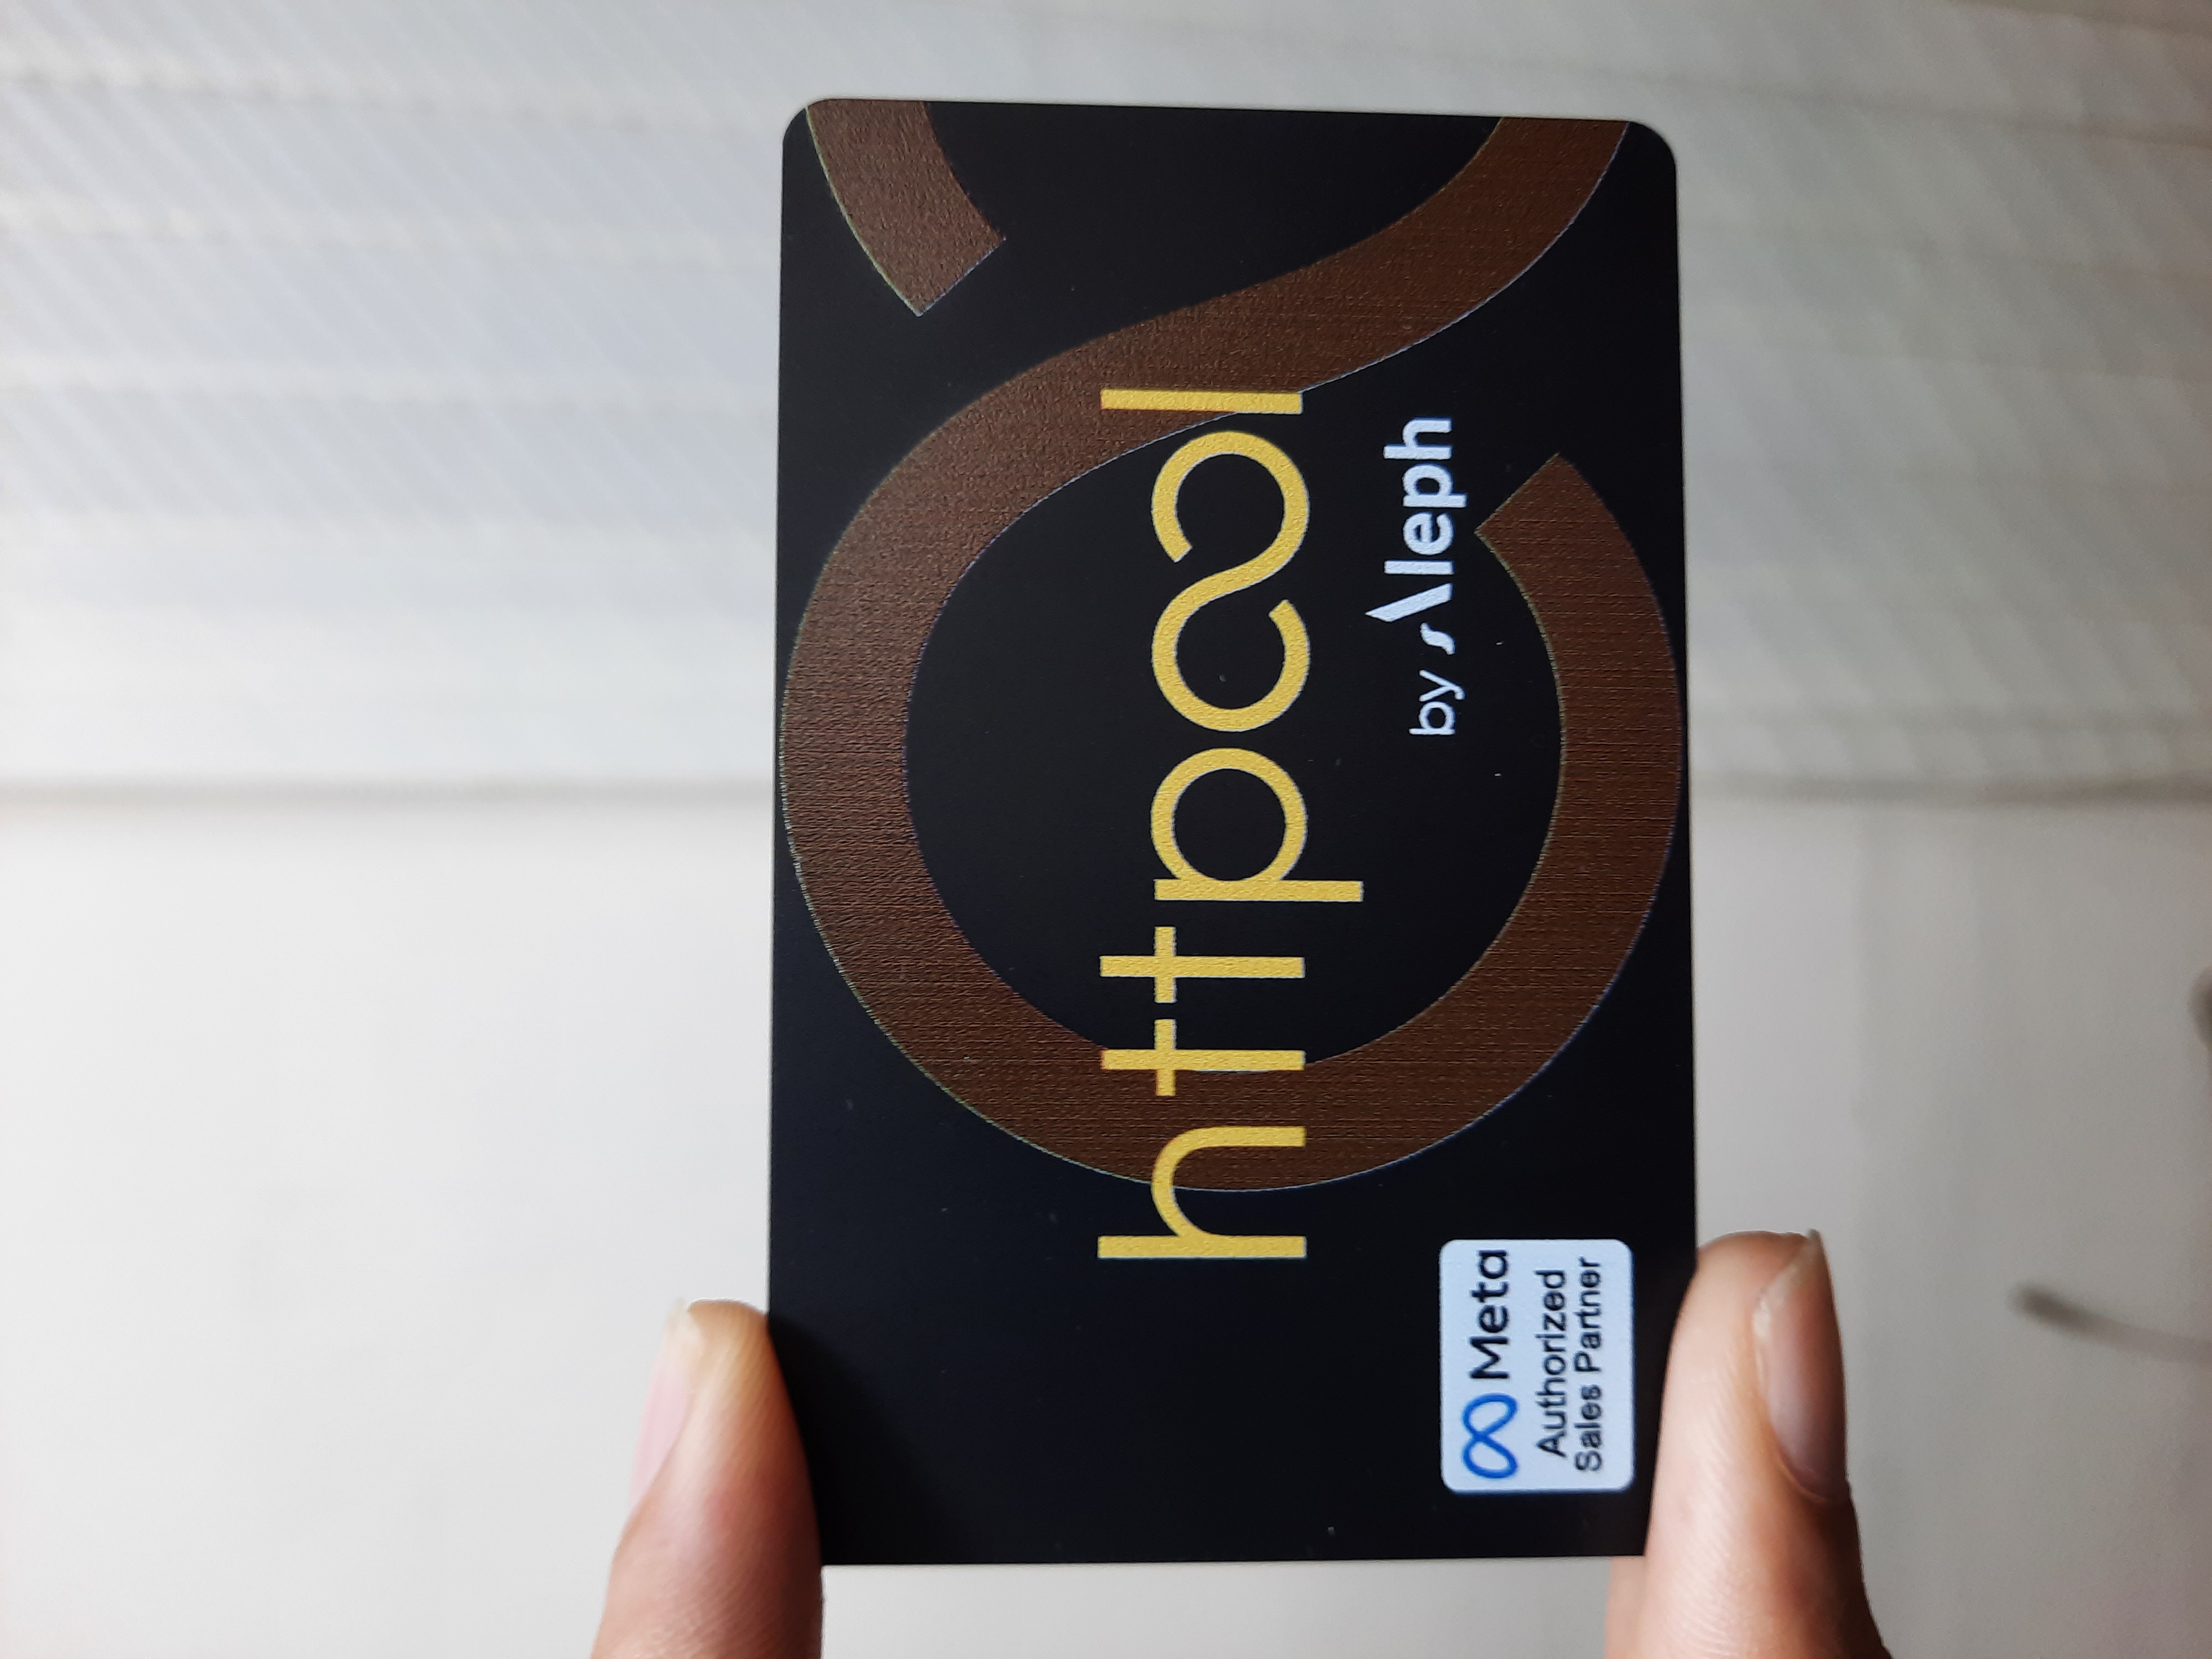 httpool
by Aleph
Meta
Authorized
Sales Partner